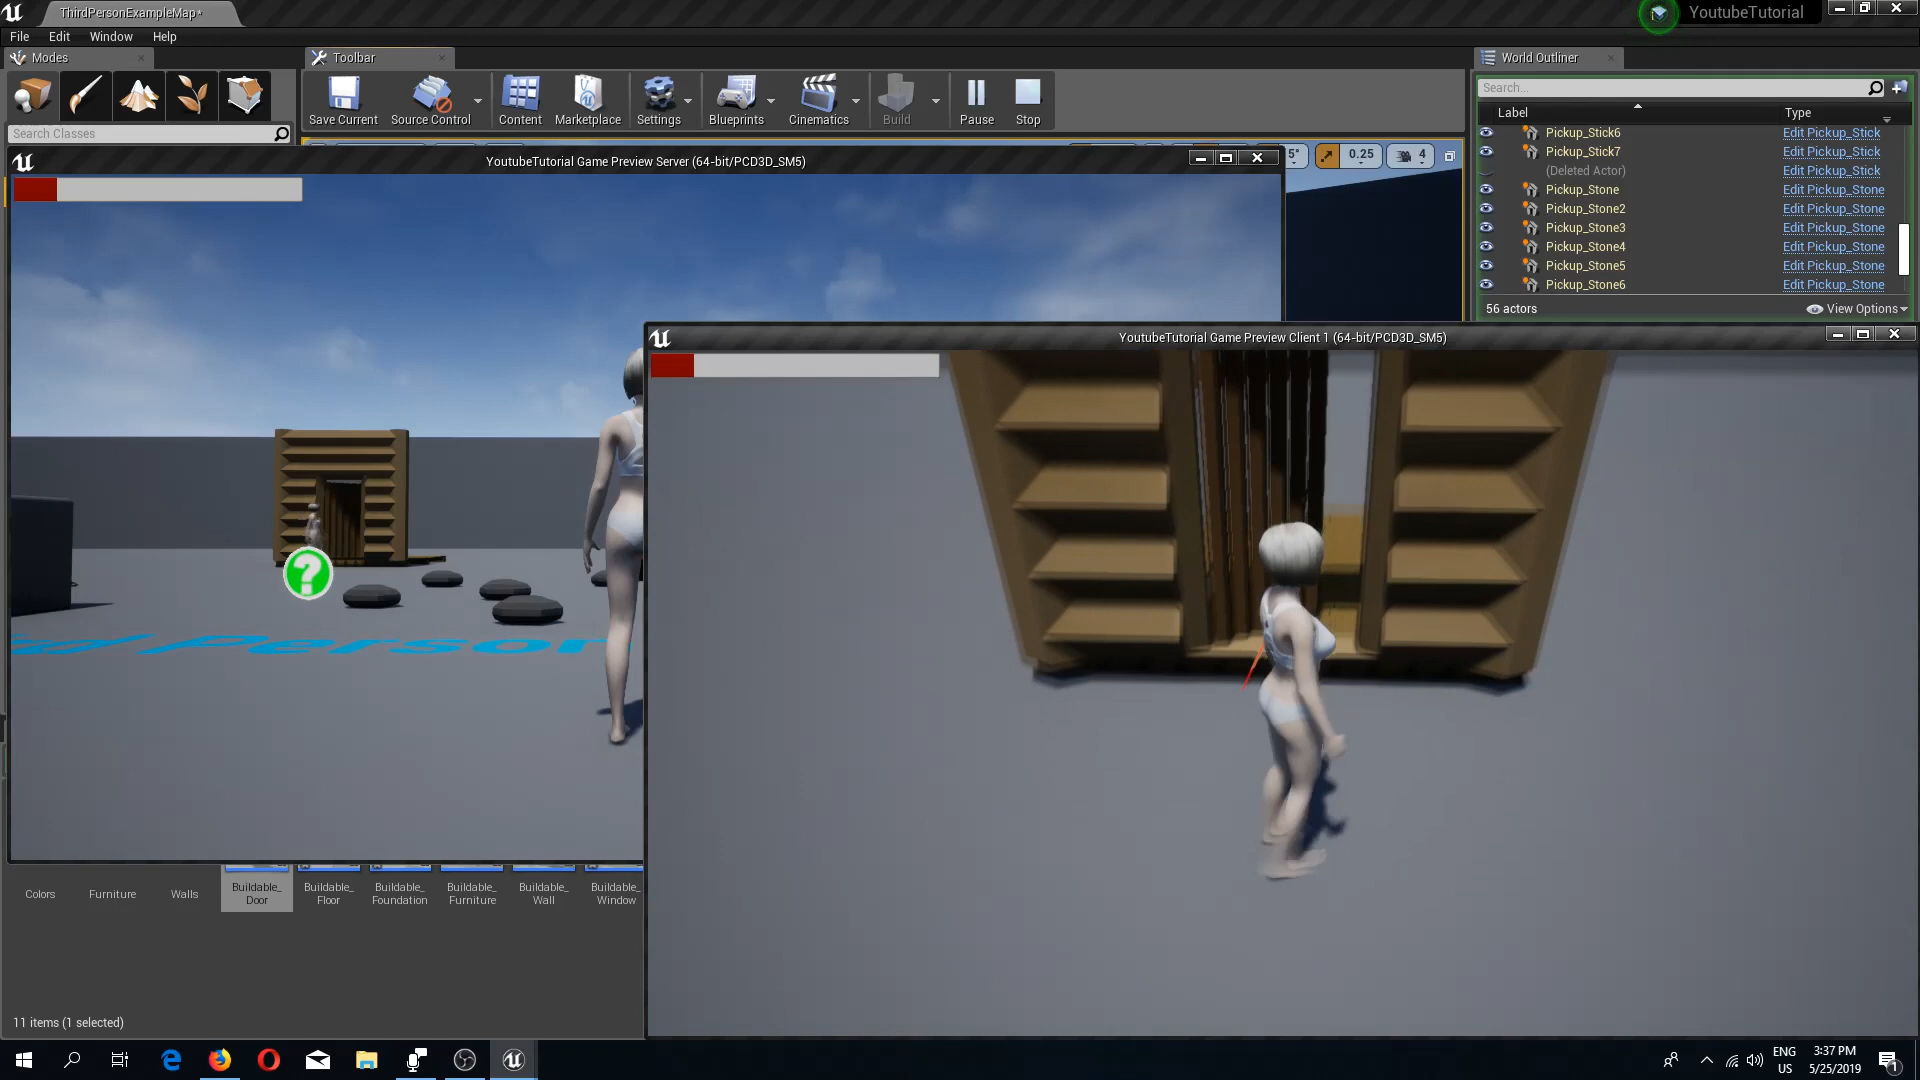 ThirdPersonExampleMap*
YoutubeTutorial
File Edit Window Help
Modes
Toolbar
World Outliner
Search...
Label Type
Save Current Source Control Content Marketplace Settings Blueprints Cinematics Build Pause Stop
Search Classes
Pickup_Stick6 Edit Pickup_Stick
Pickup_Stick7 Edit Pickup_Stick
(Deleted Actor) Edit Pickup_Stick
Pickup_Stone Edit Pickup_Stone
Pickup_Stone2 Edit Pickup_Stone
Pickup_Stone3 Edit Pickup_Stone
Pickup_Stone4 Edit Pickup_Stone
Pickup_Stone5 Edit Pickup_Stone
Pickup_Stone6 Edit Pickup_Stone
56 actors View Options
YoutubeTutorial Game Preview Server (64-bit/PCD3D_SM5)
5° 0.25 4
YoutubeTutorial Game Preview Client 1 (64-bit/PCD3D_SM5)
?
Person
Colors
Furniture
Walls
Buildable_
Door
Buildable_
Floor
Buildable_
Foundation
Buildable_
Furniture
Buildable_
Wall
Buildable_
Window
11 items (1 selected)
ENG
US
3:37 PM
5/25/2019
1